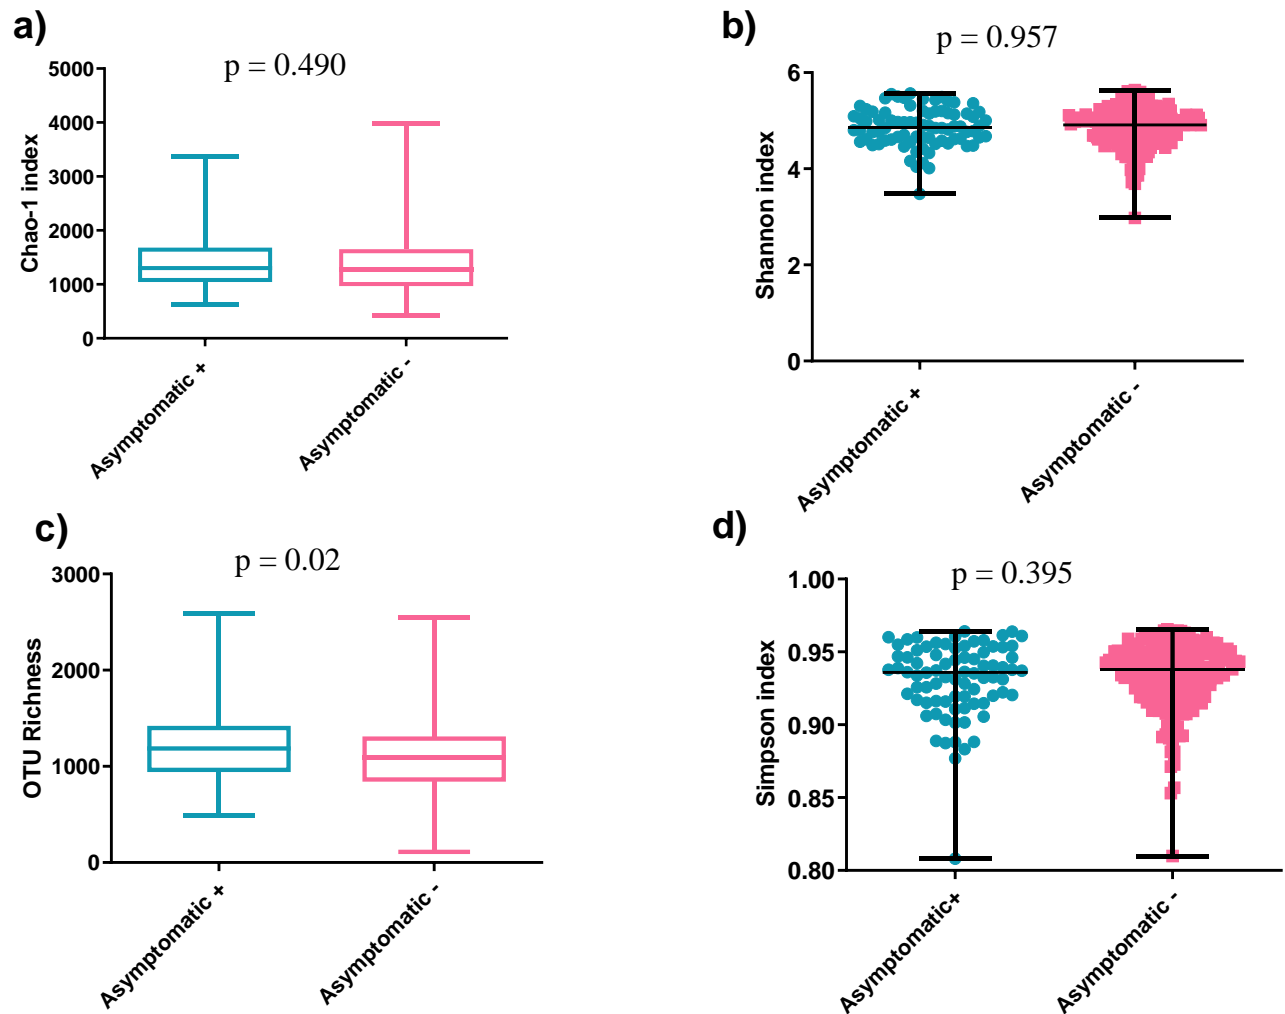 a)
p = 0.490
5000
4000
3000
2000
1000
0
Chao-1 index
Asymptomatic +
Asymptomatic -
b)
p = 0.957
6
4
2
0
Shannon index
Asymptomatic +
Asymptomatic -
c)
p = 0.02
3000
2000
1000
0
OTU Richness
Asymptomatic +
Asymptomatic -
d)
p = 0.395
1.00
0.95
0.90
0.85
0.80
Simpson index
Asymptomatic+
Asymptomatic -